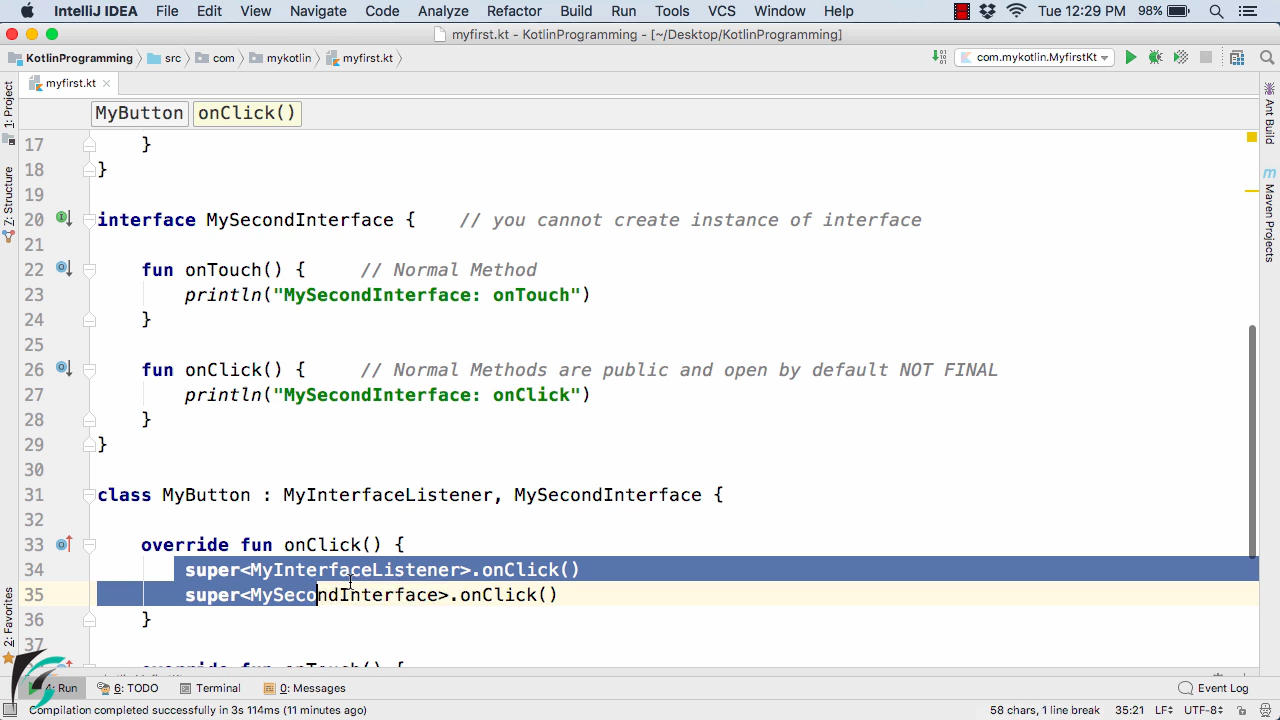 IntelliJ IDEA File Edit View Navigate Code Analyze Refactor Build Run Tools VCS Window Help Tue 12:29 PM 98%
myfirst.kt - KotlinProgramming - [~/Desktop/KotlinProgramming]
KotlinProgramming src com mykotlin myfirst.kt com.mykotlin.MyfirstKt
myfirst.kt
MyButton onClick()
17 }
18 }
19
20 interface MySecondInterface { // you cannot create instance of interface
21
22 fun onTouch() { // Normal Method
23 println("MySecondInterface: onTouch")
24 }
25
26 fun onClick() { // Normal Methods are public and open by default NOT FINAL
27 println("MySecondInterface: onClick")
28 }
29 }
30
31 class MyButton : MyInterfaceListener, MySecondInterface {
32
33 override fun onClick() {
34 super<MyInterfaceListener>.onClick()
35 super<MySecondInterface>.onClick()
36 }
37
override fun onTouch() {
1: Project
7: Structure
2: Favorites
Ant Build
Maven Projects
4: Run 6: TODO Terminal 0: Messages Event Log
Compilation completed successfully in 3s 114ms (11 minutes ago) 58 chars, 1 line break 35:21 LF UTF-8